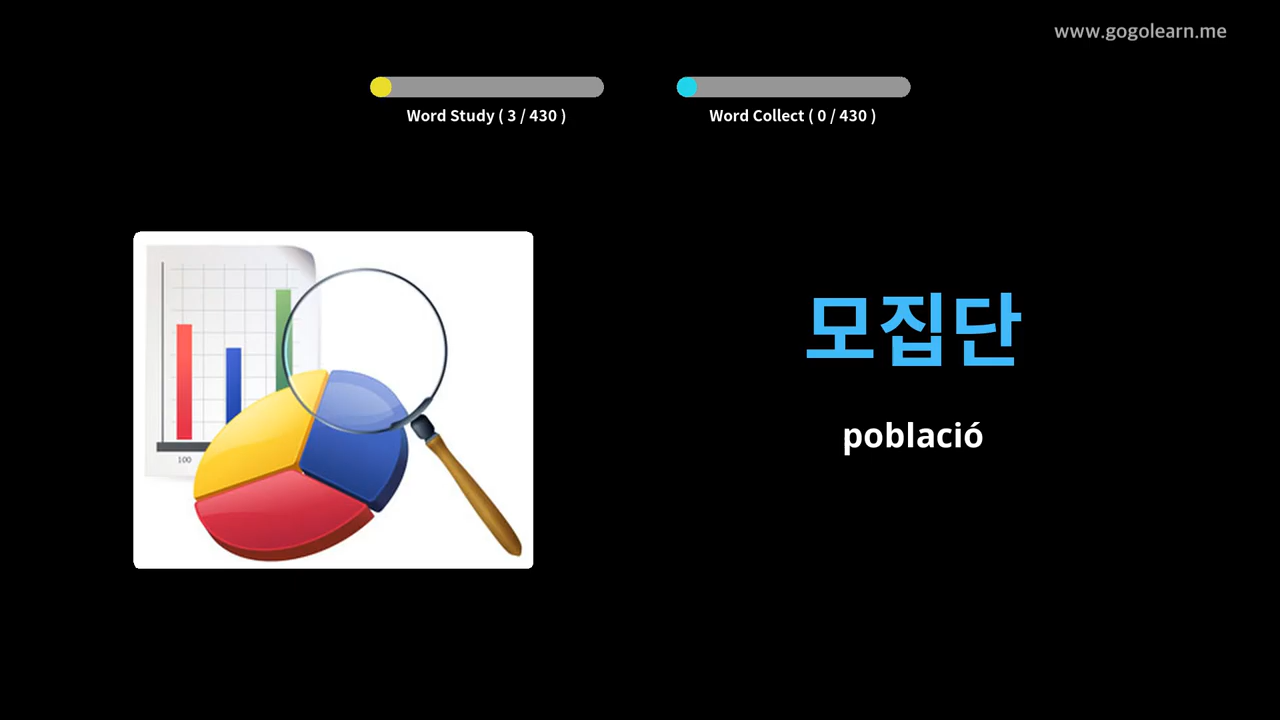 www.gogolearn.me
Word Study ( 3 / 430 )
Word Collect ( 0 / 430 )
100
모집단
població